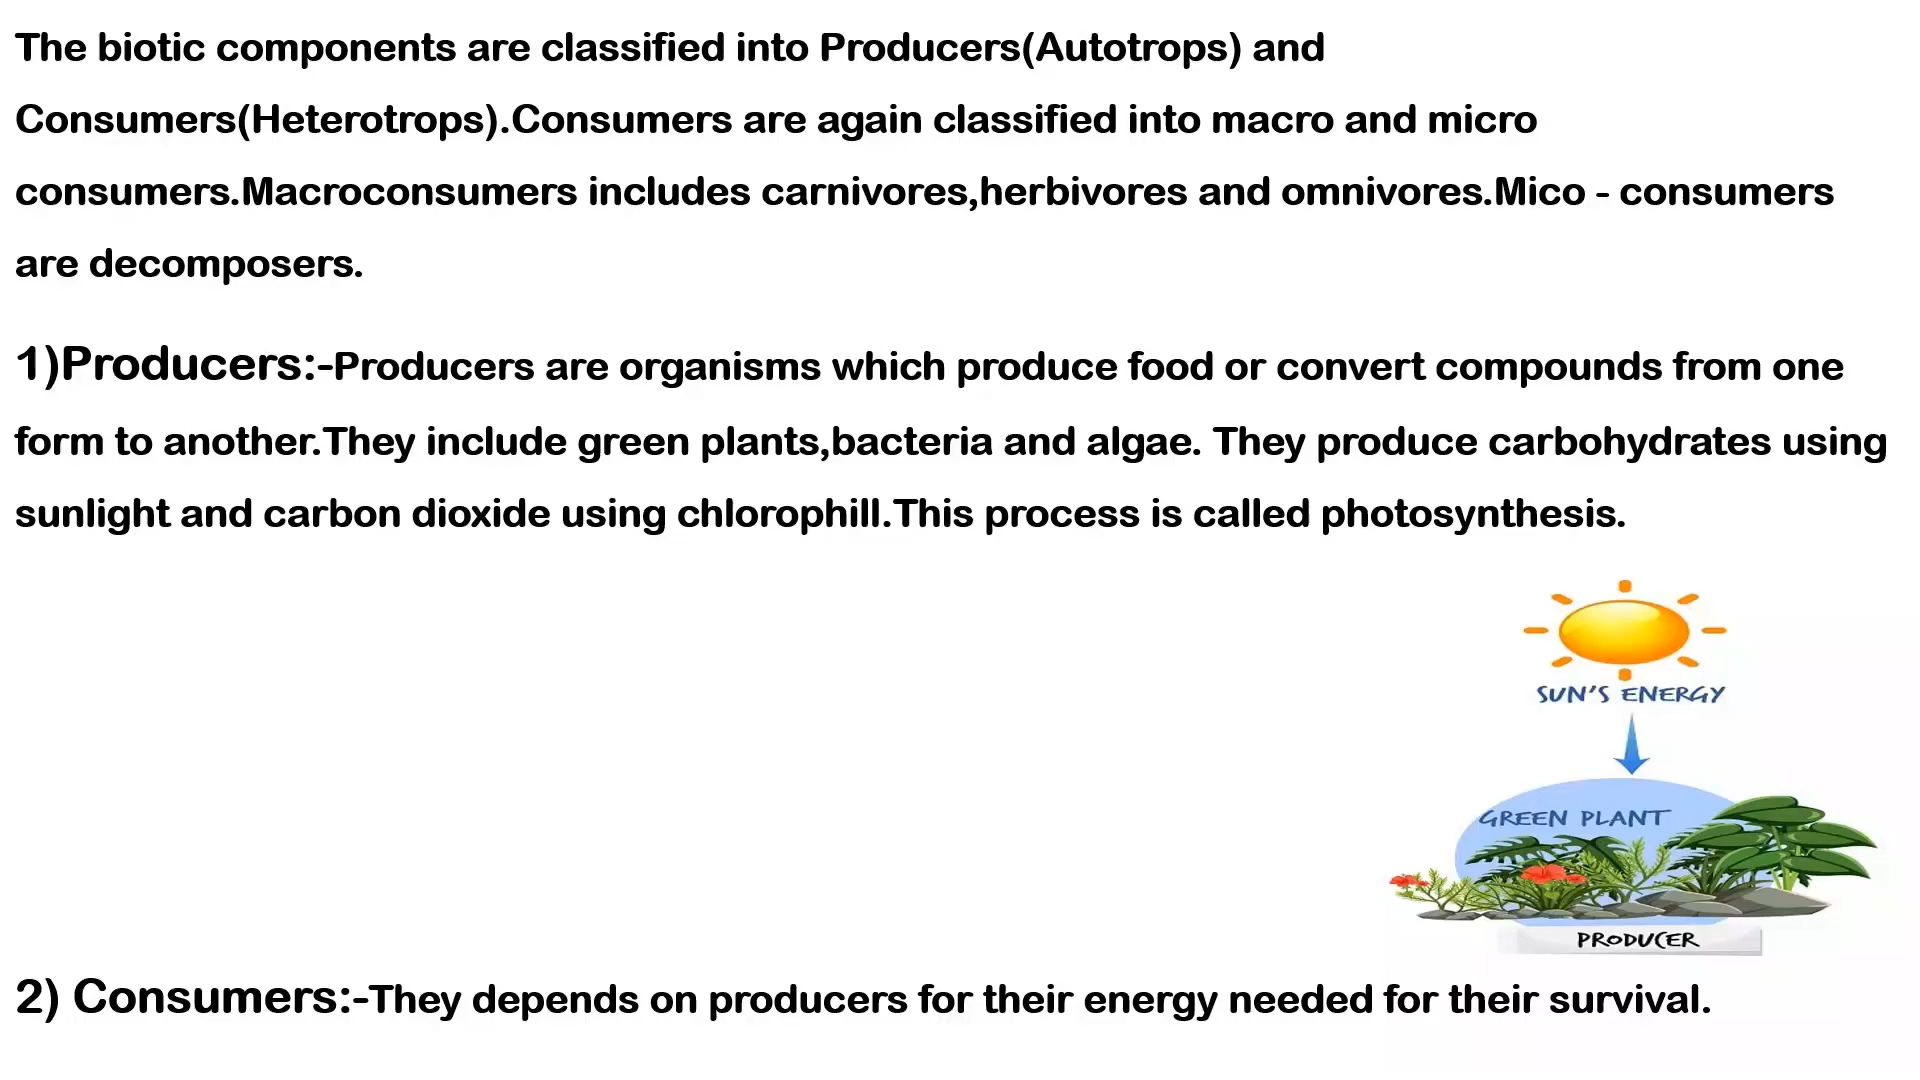 The biotic components are classified into Producers(Autotrops) and
Consumers(Heterotrops).Consumers are again classified into macro and micro
consumers.Macroconsumers includes carnivores,herbivores and omnivores.Mico - consumers
are decomposers.
1)Producers:-Producers are organisms which produce food or convert compounds from one
form to another.They include green plants,bacteria and algae. They produce carbohydrates using
sunlight and carbon dioxide using chlorophill.This process is called photosynthesis.
SUN'S ENERGY
GREEN PLANT
PRODUCER
2) Consumers:-They depends on producers for their energy needed for their survival.